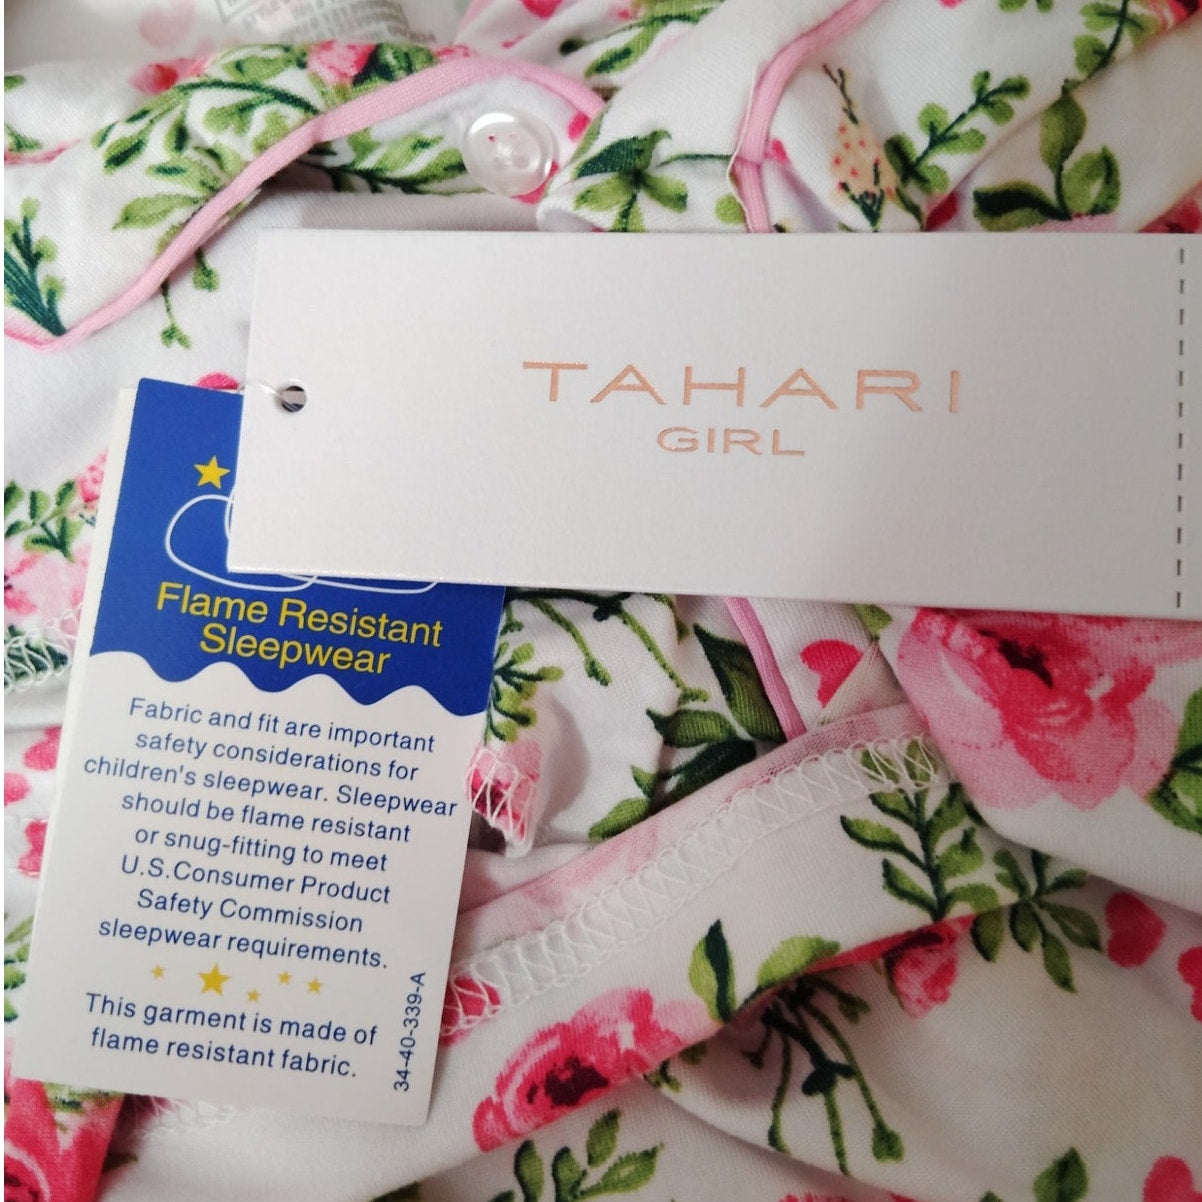 TAHARI
GIRL
Flame Resistant
Sleepwear
Fabric and fit are important
safety considerations for
children's sleepwear. Sleepwear
should be flame resistant
or snug-fitting to meet
U.S.Consumer Product
Safety Commission
sleepwear requirements.
This garment is made of
flame resistant fabric.
34-40-339-A